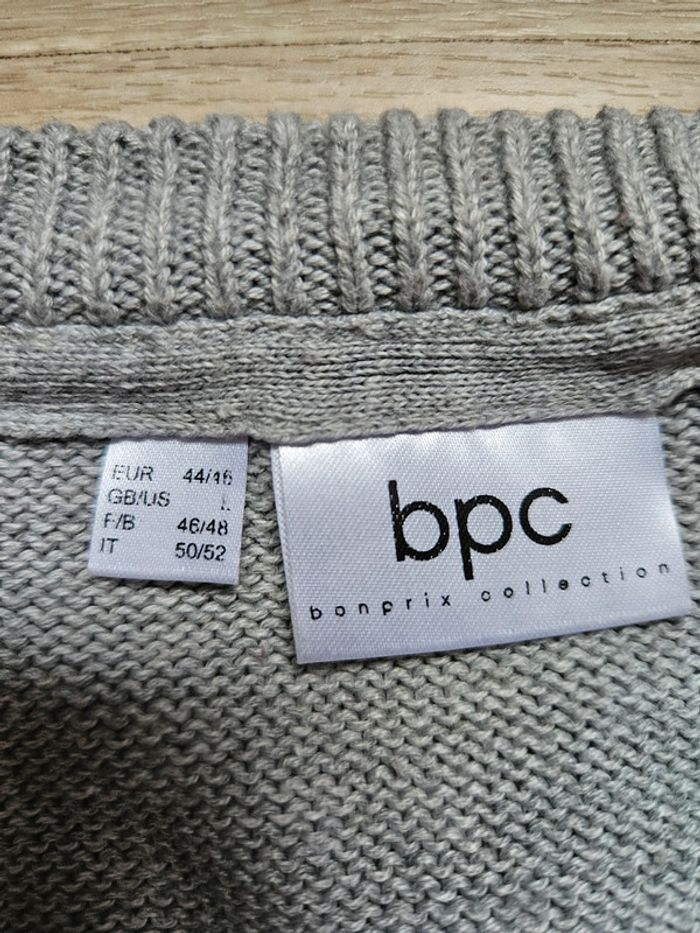 EUR 44/46
GB/US L
F/B 46/48
IT 50/52
bpc
bonprix collection